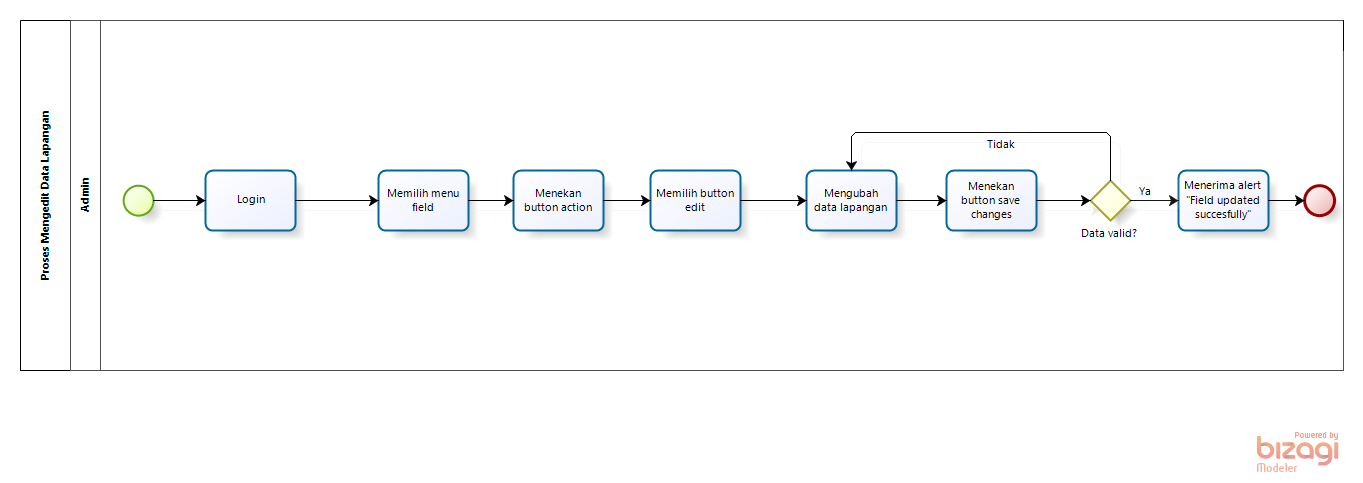 Proses Mengedit Data Lapangan
Admin
Login
Memilih menu
field
Menekan
button action
Memilih button
edit
Mengubah
data lapangan
Menekan
button save
changes
Tidak
Data valid?
Ya
Menerima alert
"Field updated
succesfully"
Powered by
bizagi
Modeler